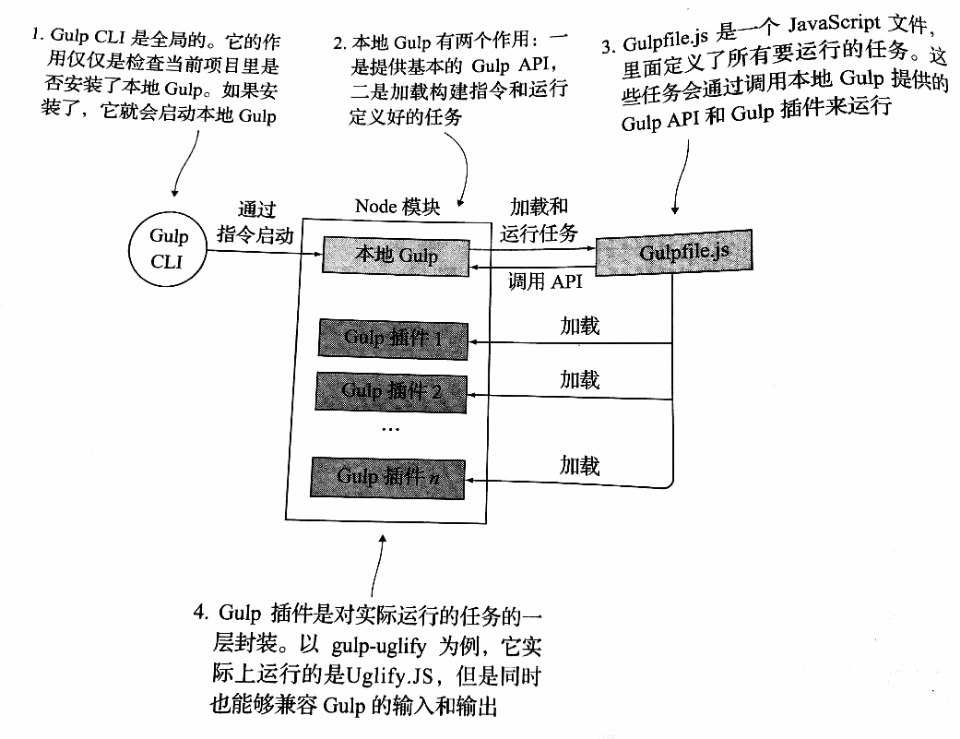 1. Gulp CLI 是全局的。它的作
用仅仅是检查当前项目里是
否安装了本地 Gulp。如果安
装了，它就会启动本地 Gulp
2. 本地 Gulp 有两个作用：一
是提供基本的 Gulp API，
二是加载构建指令和运行
定义好的任务
3. Gulpfile.js 是一个 JavaScript 文件，
里面定义了所有要运行的任务。这
些任务会通过调用本地 Gulp 提供的
Gulp API 和 Gulp 插件来运行
Gulp
CLI
通过
指令启动
Node 模块
本地 Gulp
加载和
运行任务
调用 API
Gulpfile.js
Gulp 插件 1
加载
Gulp 插件 2
加载
…
Gulp 插件 n
加载
4. Gulp 插件是对实际运行的任务的一
层封装。以 gulp-uglify 为例，它实
际上运行的是Uglify.JS，但是同时
也能够兼容 Gulp 的输入和输出